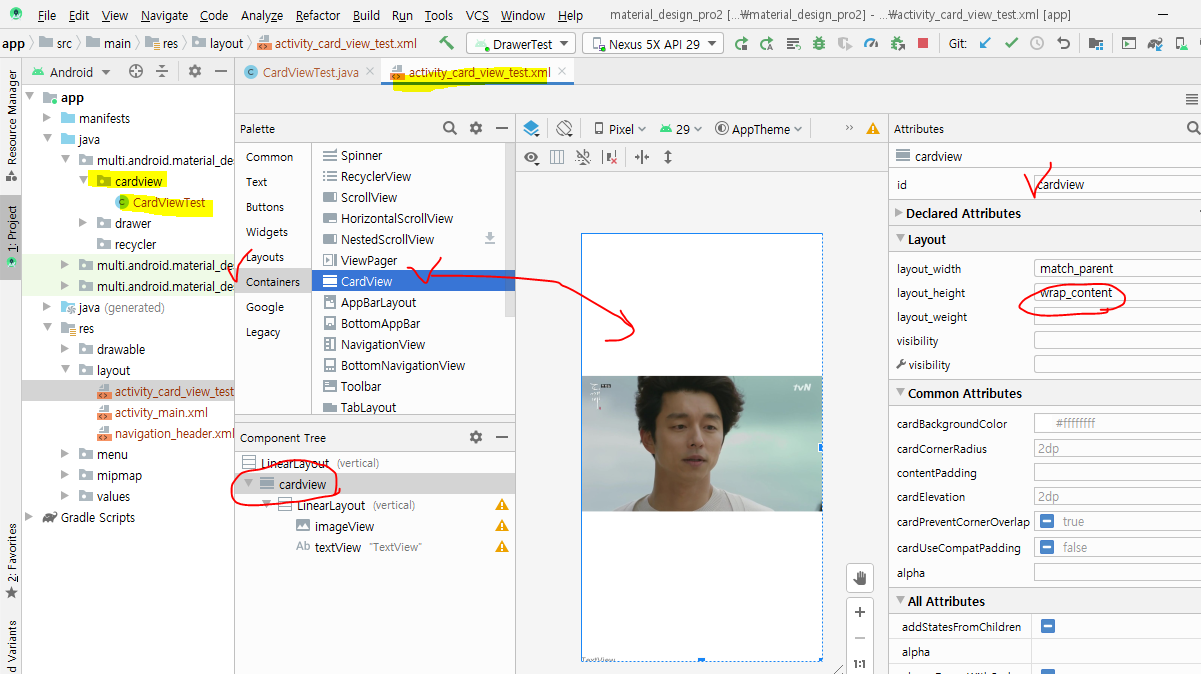 File Edit View Navigate Code Analyze Refactor Build Run Tools VCS Window Help material_design_pro2 [...₩material_design_pro2] - ...₩activity_card_view_test.xml [app]
app src main res layout activity_card_view_test.xml DrawerTest Nexus 5X API 29 Git:
Resource Manager
1: Project
2: Favorites
d Variants
Android
app
manifests
java
multi.android.material_de
cardview
CardViewTest
drawer
recycler
multi.android.material_de
multi.android.material_de
java (generated)
res
drawable
layout
activity_card_view_test
activity_main.xml
navigation_header.xml
menu
mipmap
values
Gradle Scripts
CardViewTest.java
activity_card_view_test.xml
Palette
Common
Text
Buttons
Widgets
Layouts
Containers
Google
Legacy
Spinner
RecyclerView
ScrollView
HorizontalScrollView
NestedScrollView
ViewPager
CardView
AppBarLayout
BottomAppBar
NavigationView
BottomNavigationView
Toolbar
TabLayout
Component Tree
LinearLayout (vertical)
cardview
LinearLayout (vertical)
imageView
Ab textView "TextView"
Pixel 29 AppTheme
tvN
TextView
1:1
Attributes
cardview
id cardview
Declared Attributes
Layout
layout_width match_parent
layout_height wrap_content
layout_weight
visibility
visibility
Common Attributes
cardBackgroundColor #ffffffff
cardCornerRadius 2dp
contentPadding
cardElevation 2dp
cardPreventCornerOverlap true
cardUseCompatPadding false
alpha
All Attributes
addStatesFromChildren
alpha